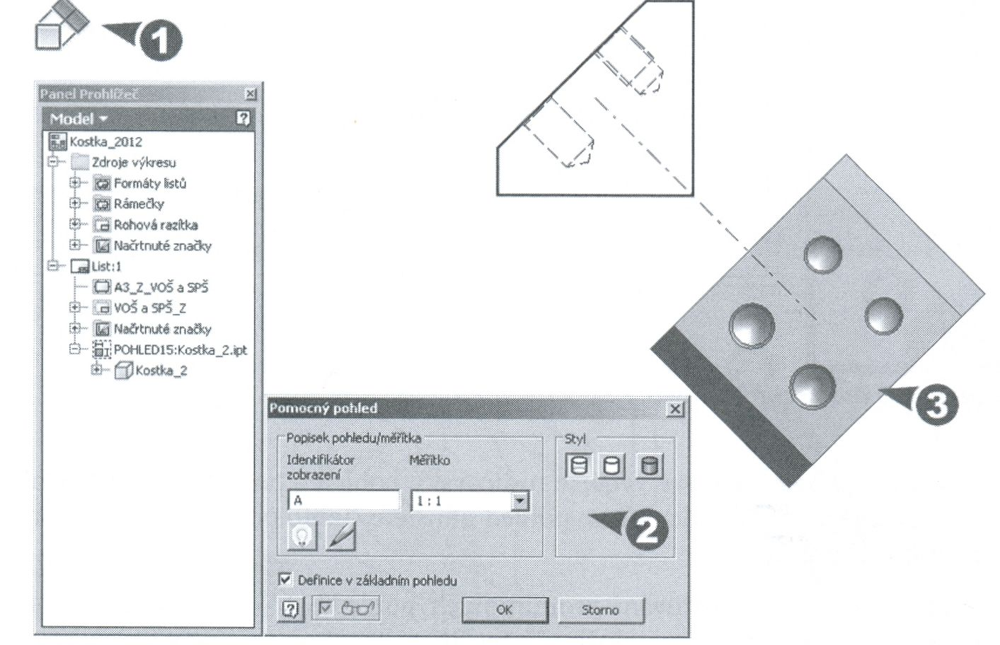 1
Panel Prohlížeč
Model
Kostka_2012
Zdroje výkresu
Formáty listů
Rámečky
Rohová razítka
Načrtnuté značky
List:1
A3_Z_VOŠ a SPŠ
VOŠ a SPŠ_Z
Načrtnuté značky
POHLED15:Kostka_2.ipt
Kostka_2
3
Pomocný pohled
Popisek pohledu/měřítka
Styl
Identifikátor zobrazení
Měřítko
A
1 : 1
2
Definice v základním pohledu
OK
Storno